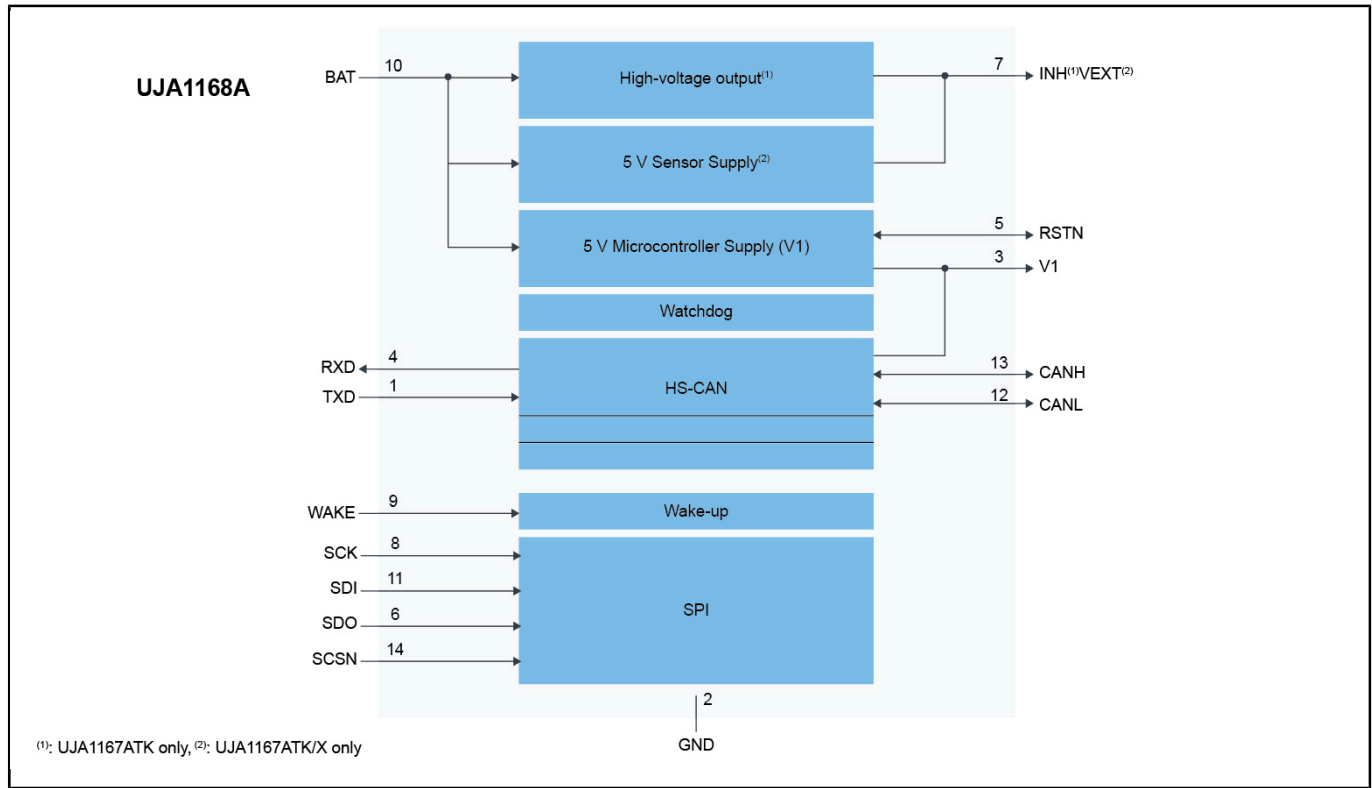 UJA1168A
BAT
10
High-voltage output(1)
7
INH(1)VEXT(2)
5 V Sensor Supply(2)
5 V Microcontroller Supply (V1)
5
RSTN
3
V1
Watchdog
RXD
4
TXD
1
HS-CAN
13
CANH
12
CANL
WAKE
9
Wake-up
SCK
8
SDI
11
SDO
6
SCSN
14
SPI
2
GND
(1): UJA1167ATK only, (2): UJA1167ATK/X only